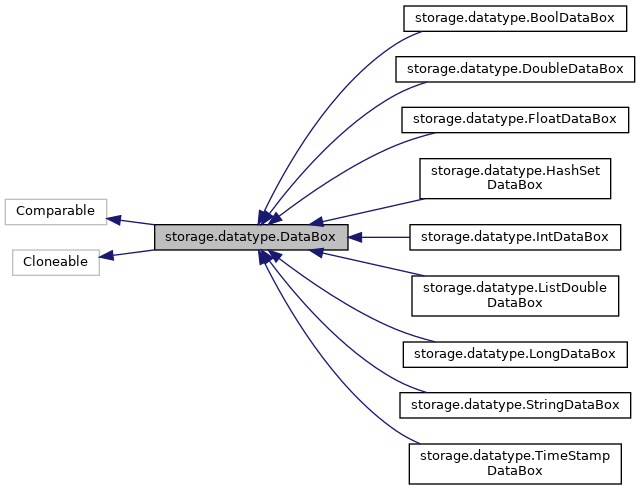 Comparable
Cloneable
storage.datatype.DataBox
storage.datatype.BoolDataBox
storage.datatype.DoubleDataBox
storage.datatype.FloatDataBox
storage.datatype.HashSet
DataBox
storage.datatype.IntDataBox
storage.datatype.ListDouble
DataBox
storage.datatype.LongDataBox
storage.datatype.StringDataBox
storage.datatype.TimeStamp
DataBox